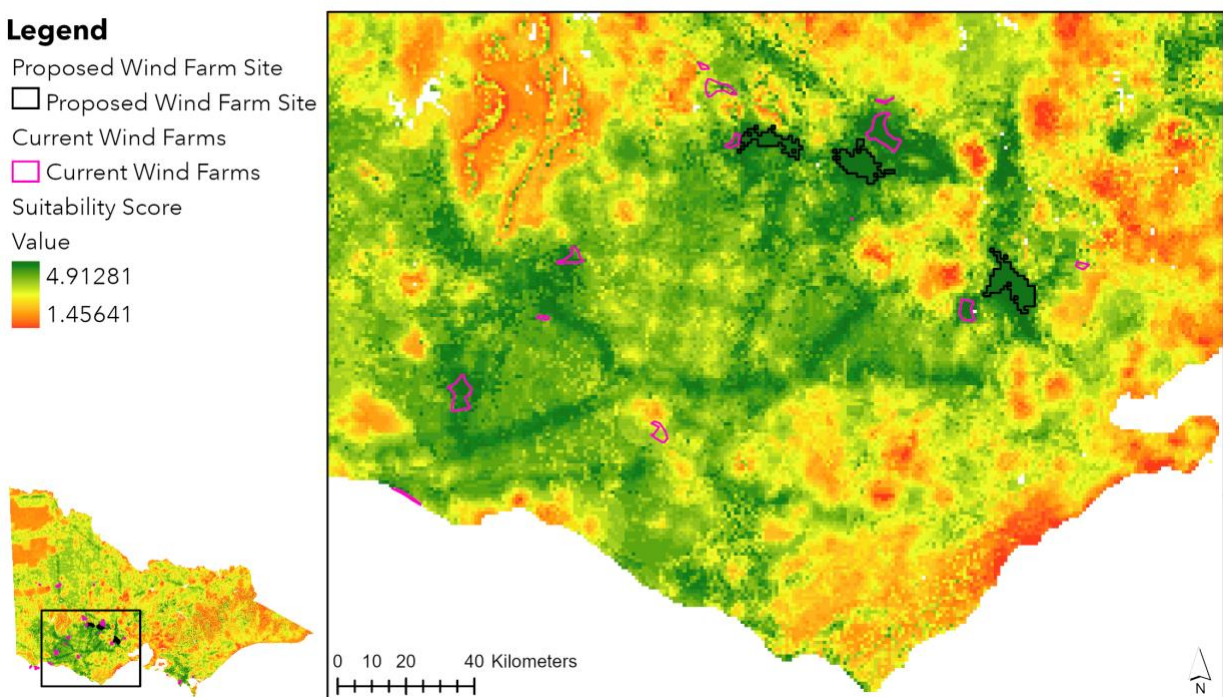 Legend
Proposed Wind Farm Site
Proposed Wind Farm Site
Current Wind Farms
Current Wind Farms
Suitability Score
Value
4.91281
1.45641
0 10 20 40 Kilometers
N